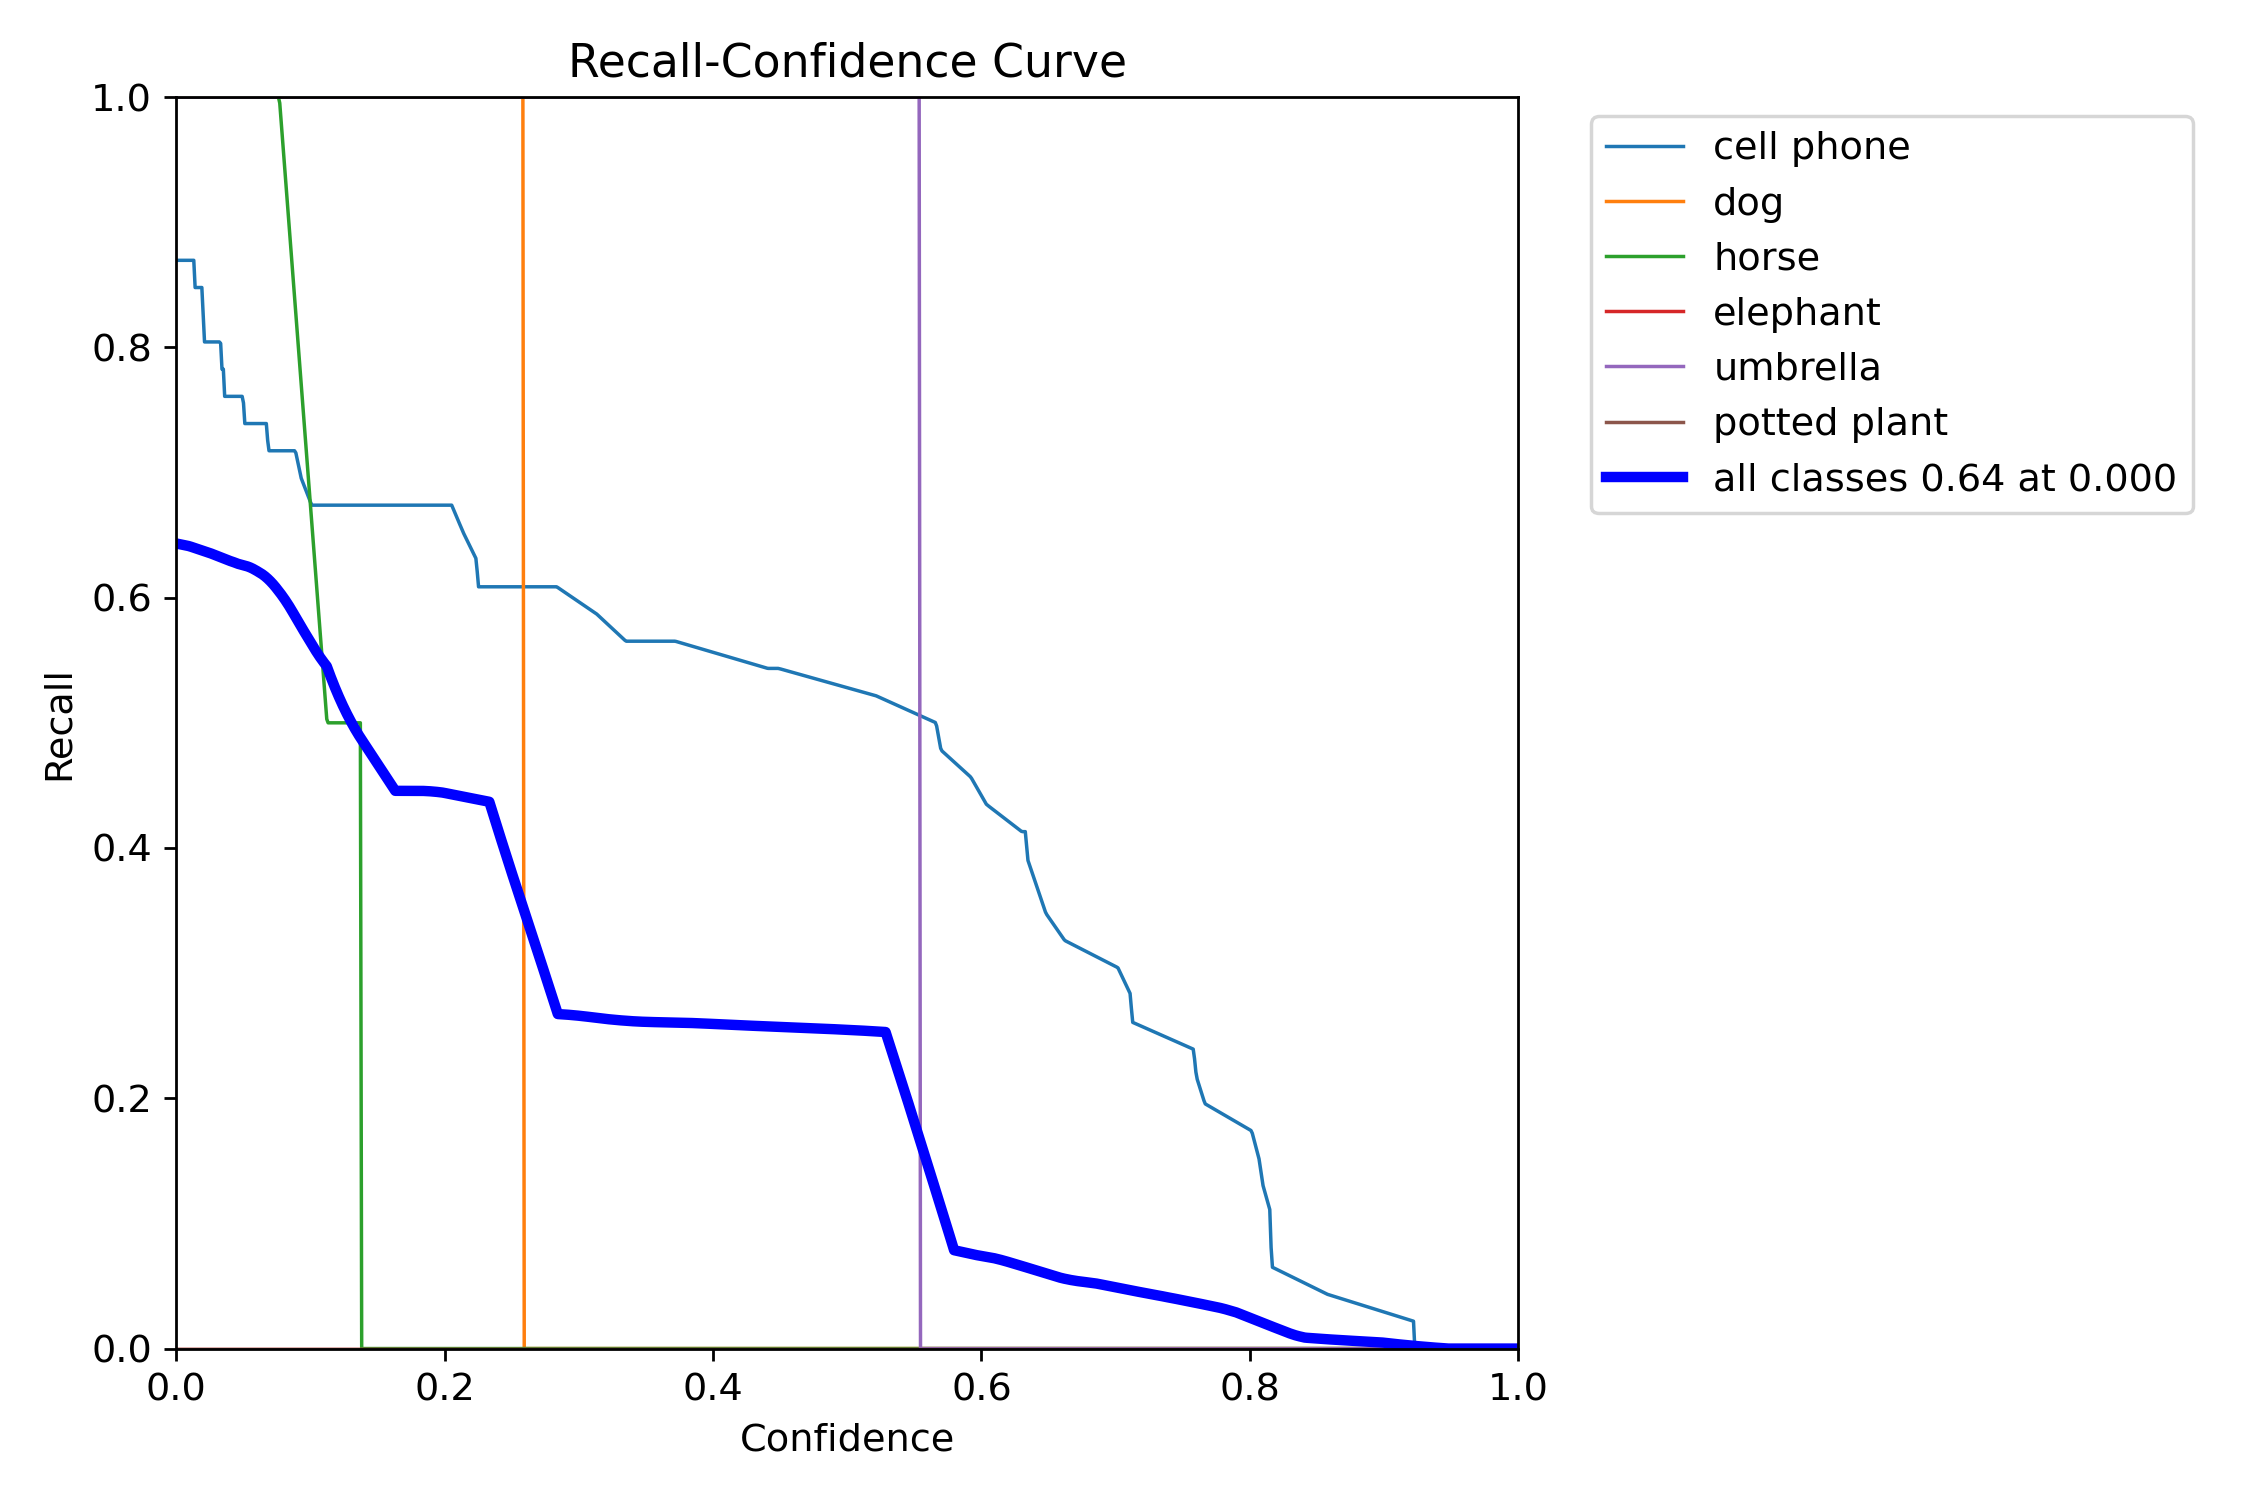 Recall-Confidence Curve
1.0
0.8
0.6
0.4
0.2
0.0
Recall
0.0 0.2 0.4 0.6 0.8 1.0
Confidence
cell phone
dog
horse
elephant
umbrella
potted plant
all classes 0.64 at 0.000